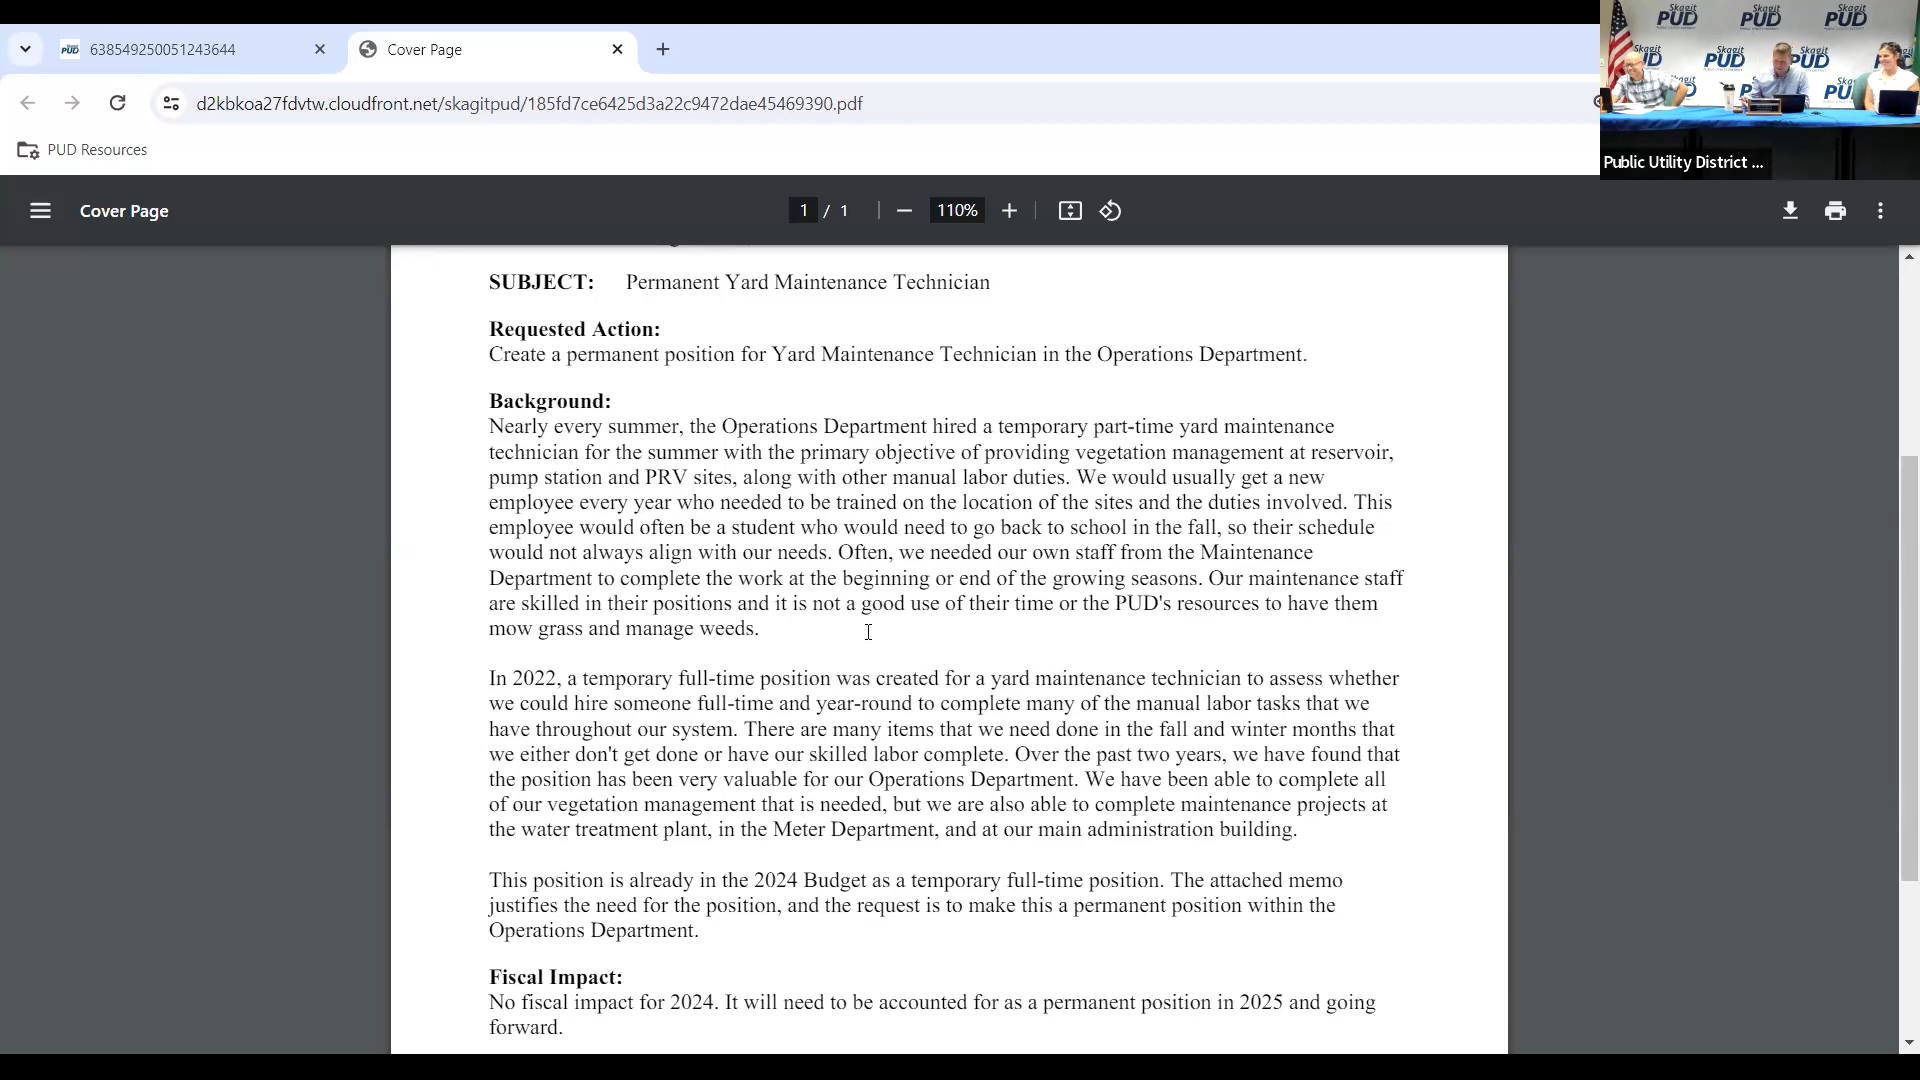 638549250051243644
Cover Page
d2kbkoa27fdvtw.cloudfront.net/skagitpud/185fd7ce6425d3a22c9472dae45469390.pdf
PUD Resources
Skagit PUD Skagit PUD Skagit PUD
Skagit PUD Skagit PUD Skagit PUD
Public Utility District ...
Cover Page
1 / 1
110%
SUBJECT: Permanent Yard Maintenance Technician
Requested Action:
Create a permanent position for Yard Maintenance Technician in the Operations Department.
Background:
Nearly every summer, the Operations Department hired a temporary part-time yard maintenance
technician for the summer with the primary objective of providing vegetation management at reservoir,
pump station and PRV sites, along with other manual labor duties. We would usually get a new
employee every year who needed to be trained on the location of the sites and the duties involved. This
employee would often be a student who would need to go back to school in the fall, so their schedule
would not always align with our needs. Often, we needed our own staff from the Maintenance
Department to complete the work at the beginning or end of the growing seasons. Our maintenance staff
are skilled in their positions and it is not a good use of their time or the PUD's resources to have them
mow grass and manage weeds.
In 2022, a temporary full-time position was created for a yard maintenance technician to assess whether
we could hire someone full-time and year-round to complete many of the manual labor tasks that we
have throughout our system. There are many items that we need done in the fall and winter months that
we either don't get done or have our skilled labor complete. Over the past two years, we have found that
the position has been very valuable for our Operations Department. We have been able to complete all
of our vegetation management that is needed, but we are also able to complete maintenance projects at
the water treatment plant, in the Meter Department, and at our main administration building.
This position is already in the 2024 Budget as a temporary full-time position. The attached memo
justifies the need for the position, and the request is to make this a permanent position within the
Operations Department.
Fiscal Impact:
No fiscal impact for 2024. It will need to be accounted for as a permanent position in 2025 and going
forward.